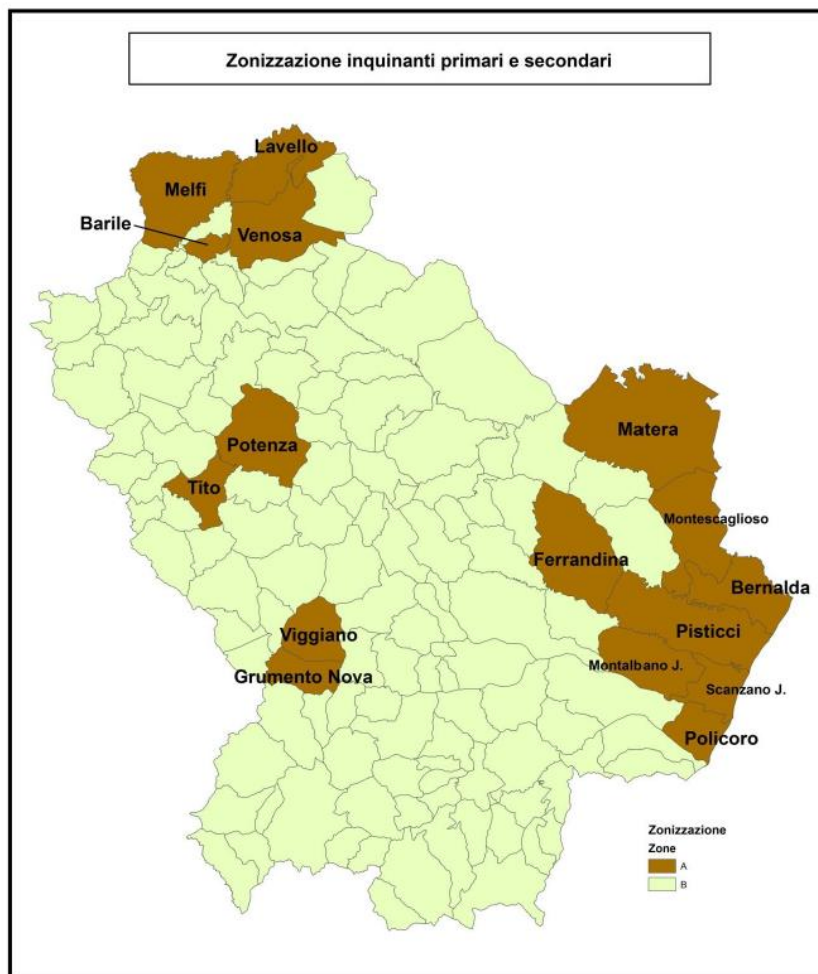 Zonizzazione inquinanti primari e secondari
Lavello
Melfi
Barile
Venosa
Matera
Potenza
Tito
Montescaglioso
Ferrandina
Bernalda
Pisticci
Viggiano
Montalbano J.
Grumento Nova
Scanzano J.
Policoro
Zonizzazione
Zone
A
B